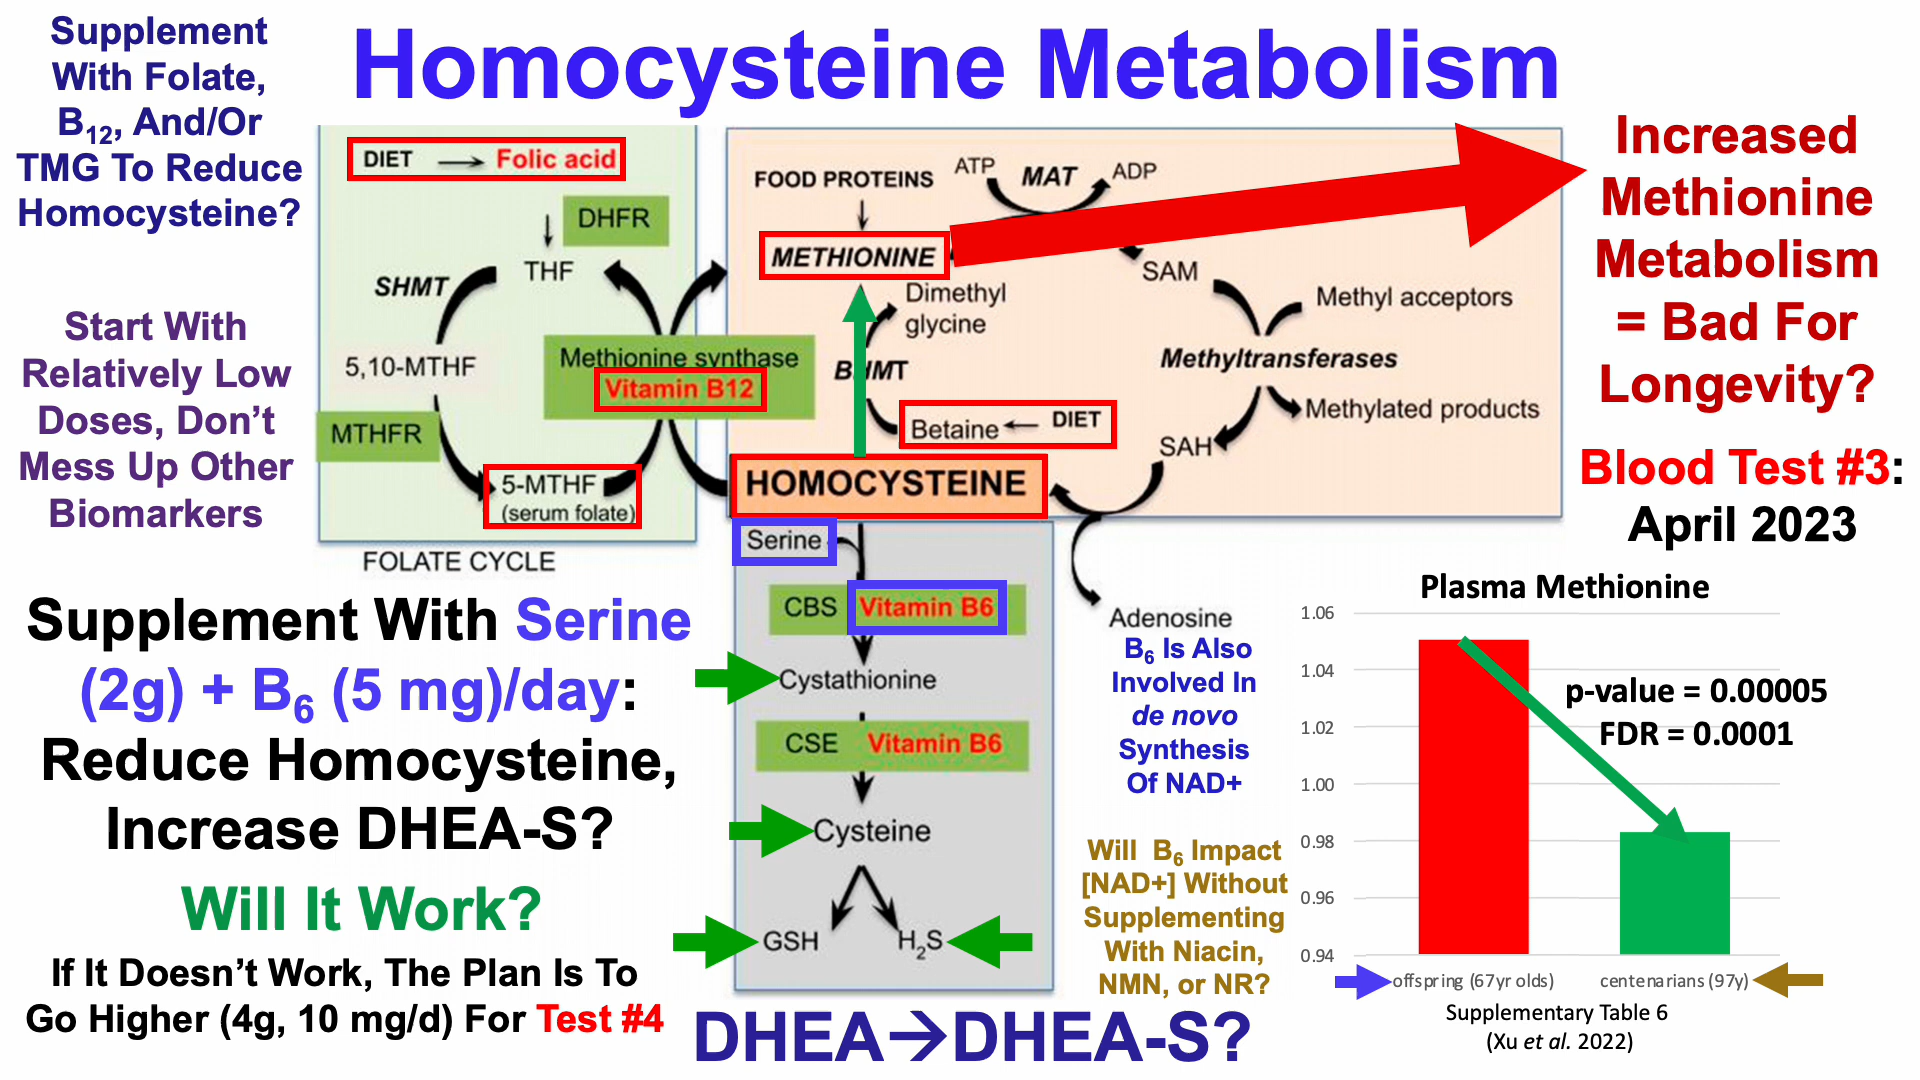 Homocysteine Metabolism
Supplement
With Folate,
B12, And/Or
TMG To Reduce
Homocysteine?
Start With
Relatively Low
Doses, Don't
Mess Up Other
Biomarkers
DIET → Folic acid
DHFR
THF
SHMT
5,10-MTHF
MTHFR
5-MTHF
(serum folate)
Methionine synthase
Vitamin B12
FOLATE CYCLE
FOOD PROTEINS
ATP
MAT
ADP
METHIONINE
SAM
Dimethyl
glycine
Methyl acceptors
BHMT
Methyltransferases
Betaine ← DIET
Methylated products
SAH
HOMOCYSTEINE
Adenosine
Serine
CBS Vitamin B6
Cystathionine
CSE Vitamin B6
Cysteine
GSH
H2S
Increased
Methionine
Metabolism
= Bad For
Longevity?
Blood Test #3:
April 2023
Supplement With Serine
(2g) + B6 (5 mg)/day:
Reduce Homocysteine,
Increase DHEA-S?
Will It Work?
If It Doesn't Work, The Plan Is To
Go Higher (4g, 10 mg/d) For Test #4
DHEA→DHEA-S?
B6 Is Also
Involved In
de novo
Synthesis
Of NAD+
Will B6 Impact
[NAD+] Without
Supplementing
With Niacin,
NMN, or NR?
Plasma Methionine
1.06
1.04
1.02
1.00
0.98
0.96
0.94
p-value = 0.00005
FDR = 0.0001
offspring (67yr olds)
centenarians (97y)
Supplementary Table 6
(Xu et al. 2022)